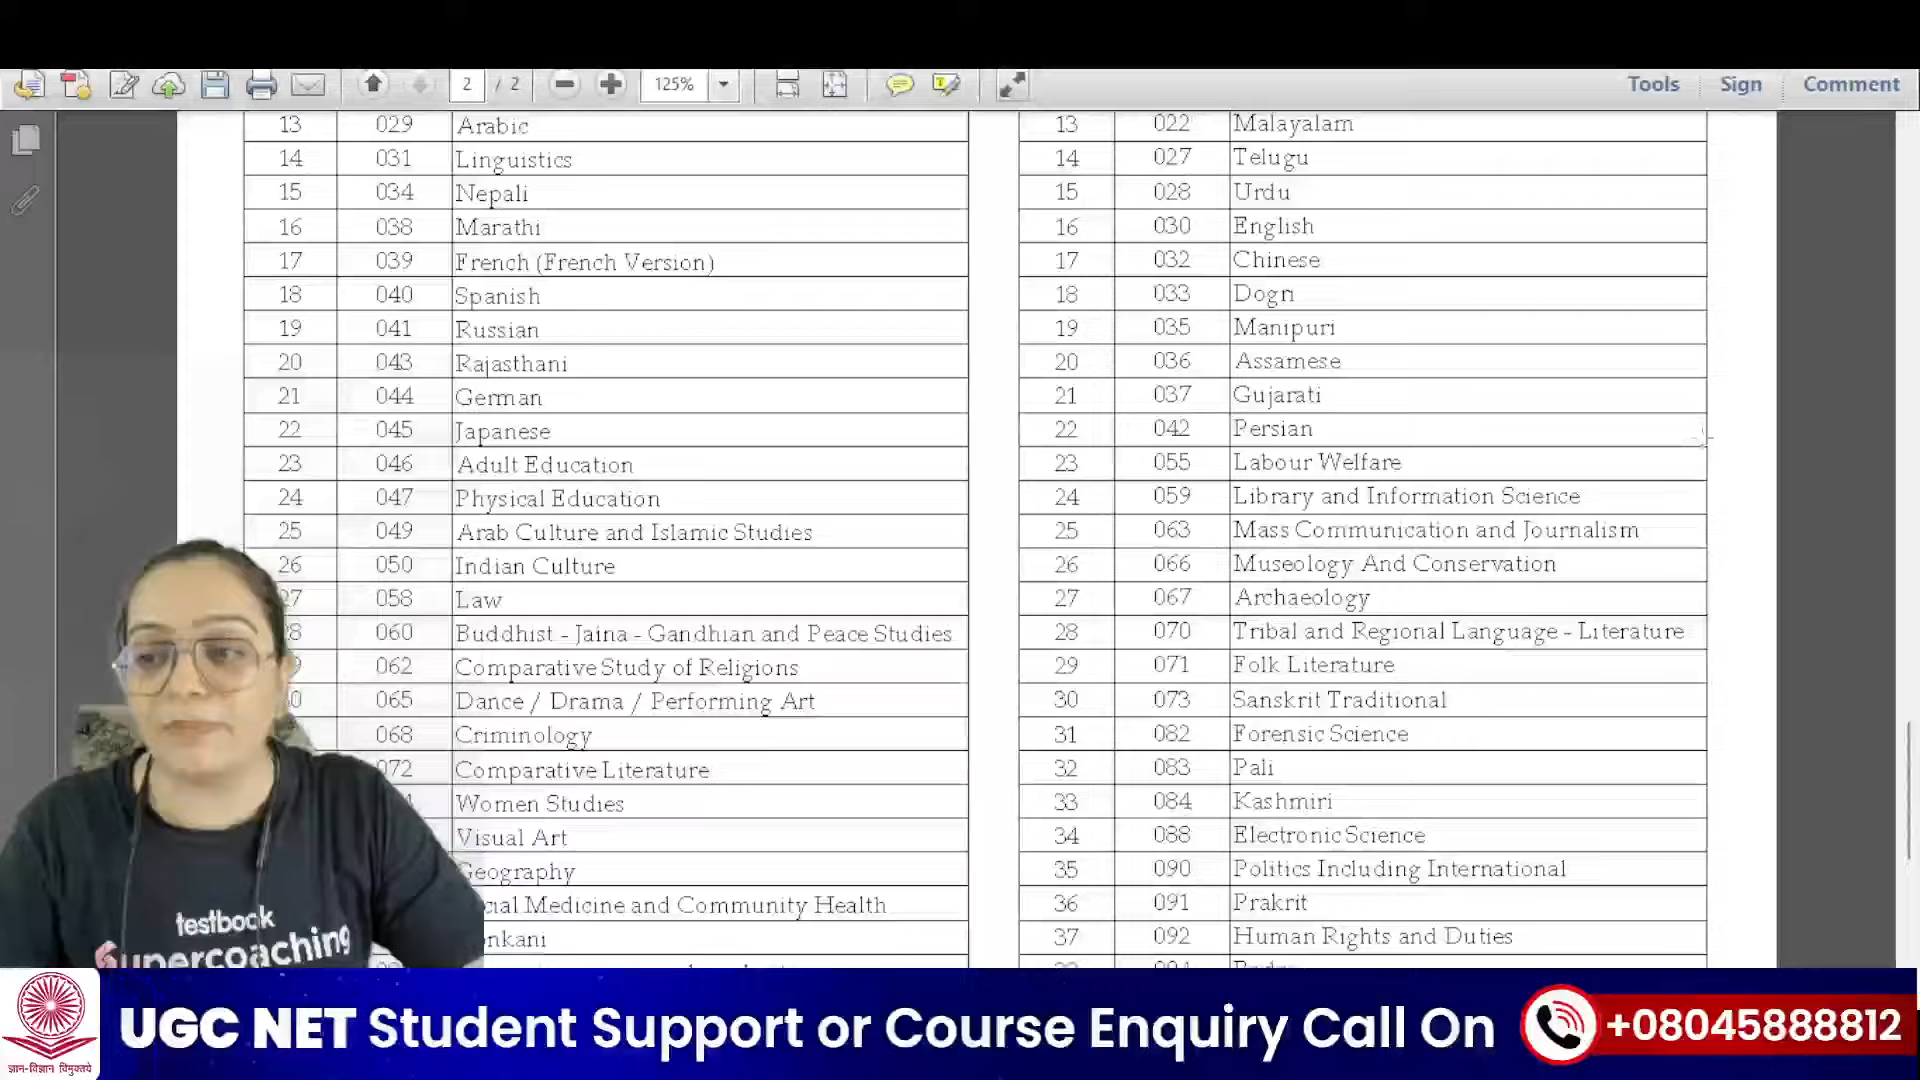 2 / 2
125%
Tools
Sign
Comment
13 029 Arabic
14 031 Linguistics
15 034 Nepali
16 038 Marathi
17 039 French (French Version)
18 040 Spanish
19 041 Russian
20 043 Rajasthani
21 044 German
22 045 Japanese
23 046 Adult Education
24 047 Physical Education
25 049 Arab Culture and Islamic Studies
26 050 Indian Culture
27 058 Law
060 Buddhist - Jaina - Gandhian and Peace Studies
062 Comparative Study of Religions
065 Dance / Drama / Performing Art
068 Criminology
072 Comparative Literature
Women Studies
Visual Art
Geography
Medicine and Community Health
13 022 Malayalam
14 027 Telugu
15 028 Urdu
16 030 English
17 032 Chinese
18 033 Dogri
19 035 Manipuri
20 036 Assamese
21 037 Gujarati
22 042 Persian
23 055 Labour Welfare
24 059 Library and Information Science
25 063 Mass Communication and Journalism
26 066 Museology And Conservation
27 067 Archaeology
28 070 Tribal and Regional Language - Literature
29 071 Folk Literature
30 073 Sanskrit Traditional
31 082 Forensic Science
32 083 Pali
33 084 Kashmiri
34 088 Electronic Science
35 090 Politics Including International
36 091 Prakrit
37 092 Human Rights and Duties
testbook
Supercoaching
ज्ञान-विज्ञान विमुक्तये
UGC NET Student Support or Course Enquiry Call On
+08045888812